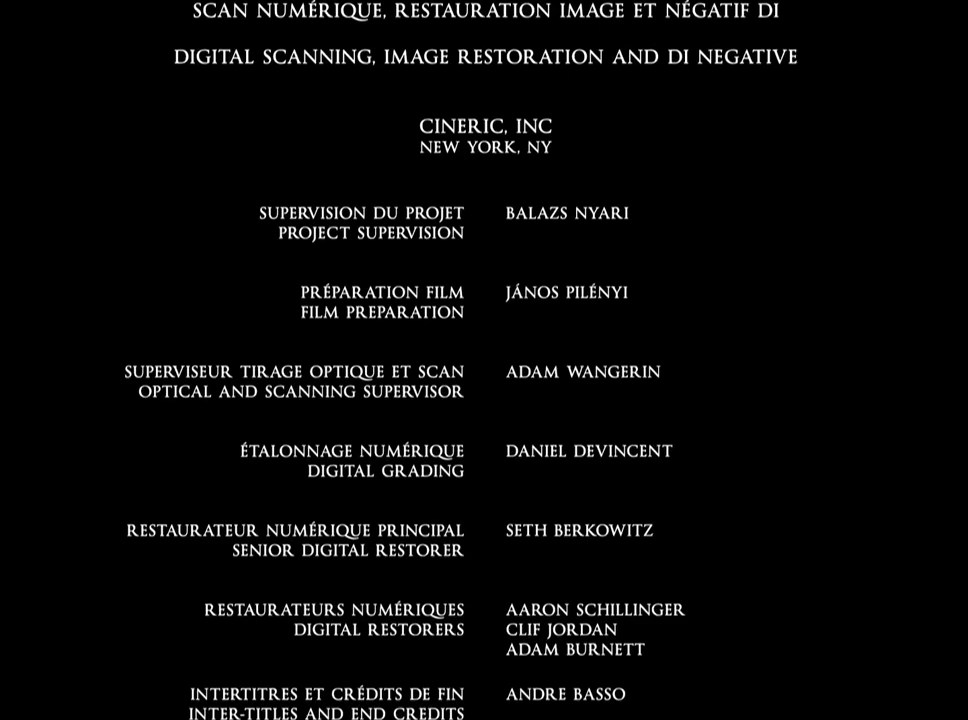 SCAN NUMÉRIQUE, RESTAURATION IMAGE ET NÉGATIF DI
DIGITAL SCANNING, IMAGE RESTORATION AND DI NEGATIVE
CINERIC, INC
NEW YORK, NY
SUPERVISION DU PROJET BALAZS NYARI
PROJECT SUPERVISION
PRÉPARATION FILM JÁNOS PILÉNYI
FILM PREPARATION
SUPERVISEUR TIRAGE OPTIQUE ET SCAN ADAM WANGERIN
OPTICAL AND SCANNING SUPERVISOR
ÉTALONNAGE NUMÉRIQUE DANIEL DEVINCENT
DIGITAL GRADING
RESTAURATEUR NUMÉRIQUE PRINCIPAL SETH BERKOWITZ
SENIOR DIGITAL RESTORER
RESTAURATEURS NUMÉRIQUES AARON SCHILLINGER
DIGITAL RESTORERS CLIF JORDAN
ADAM BURNETT
INTERTITRES ET CRÉDITS DE FIN ANDRE BASSO
INTER-TITLES AND END CREDITS